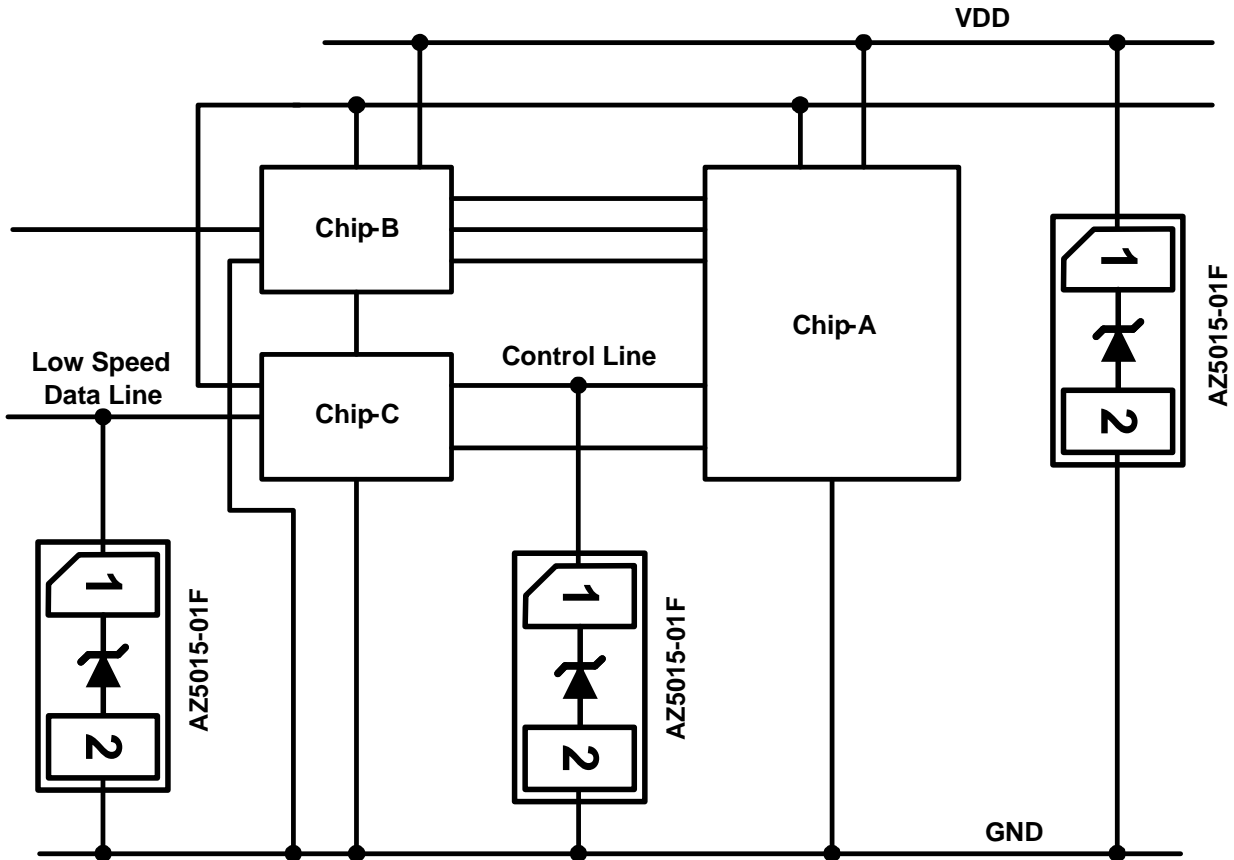 VDD
Chip-B
Chip-A
1
AZ5015-01F
2
Low Speed
Data Line
Control Line
Chip-C
1
AZ5015-01F
2
1
AZ5015-01F
2
GND